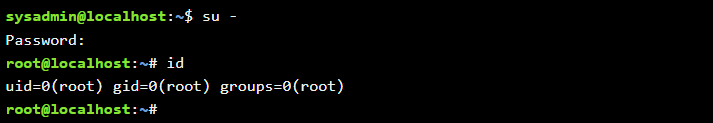 sysadmin@localhost:~$ su -
Password:
root@localhost:~# id
uid=0(root) gid=0(root) groups=0(root)
root@localhost:~#